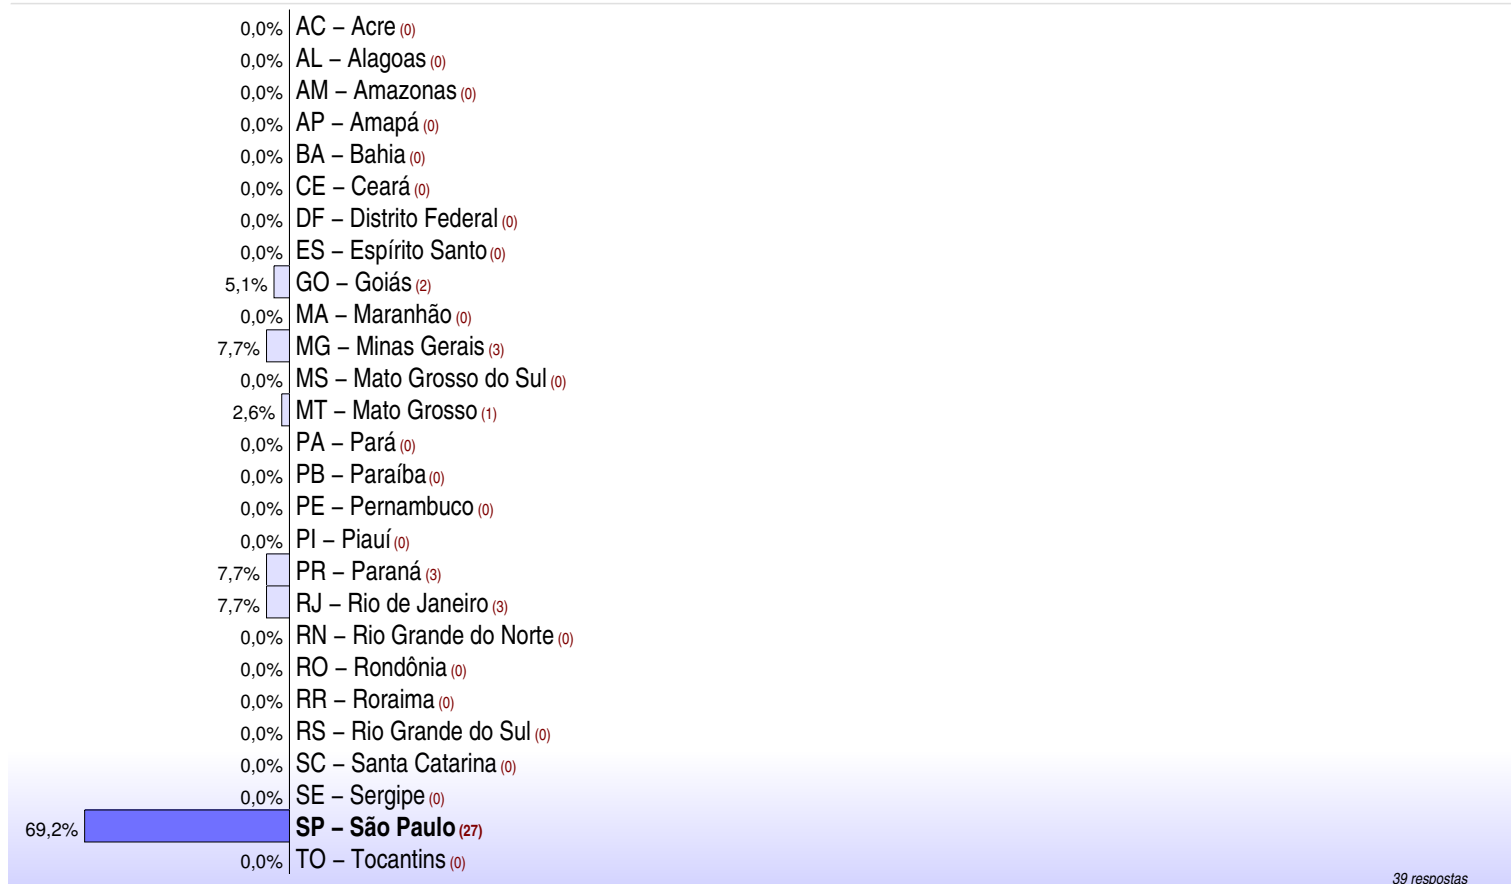 0,0% AC – Acre (0)
0,0% AL – Alagoas (0)
0,0% AM – Amazonas (0)
0,0% AP – Amapá (0)
0,0% BA – Bahia (0)
0,0% CE – Ceará (0)
0,0% DF – Distrito Federal (0)
0,0% ES – Espírito Santo (0)
5,1% GO – Goiás (2)
0,0% MA – Maranhão (0)
7,7% MG – Minas Gerais (3)
0,0% MS – Mato Grosso do Sul (0)
2,6% MT – Mato Grosso (1)
0,0% PA – Pará (0)
0,0% PB – Paraíba (0)
0,0% PE – Pernambuco (0)
0,0% PI – Piauí (0)
7,7% PR – Paraná (3)
7,7% RJ – Rio de Janeiro (3)
0,0% RN – Rio Grande do Norte (0)
0,0% RO – Rondônia (0)
0,0% RR – Roraima (0)
0,0% RS – Rio Grande do Sul (0)
0,0% SC – Santa Catarina (0)
0,0% SE – Sergipe (0)
69,2% SP – São Paulo (27)
0,0% TO – Tocantins (0)
39 respostas